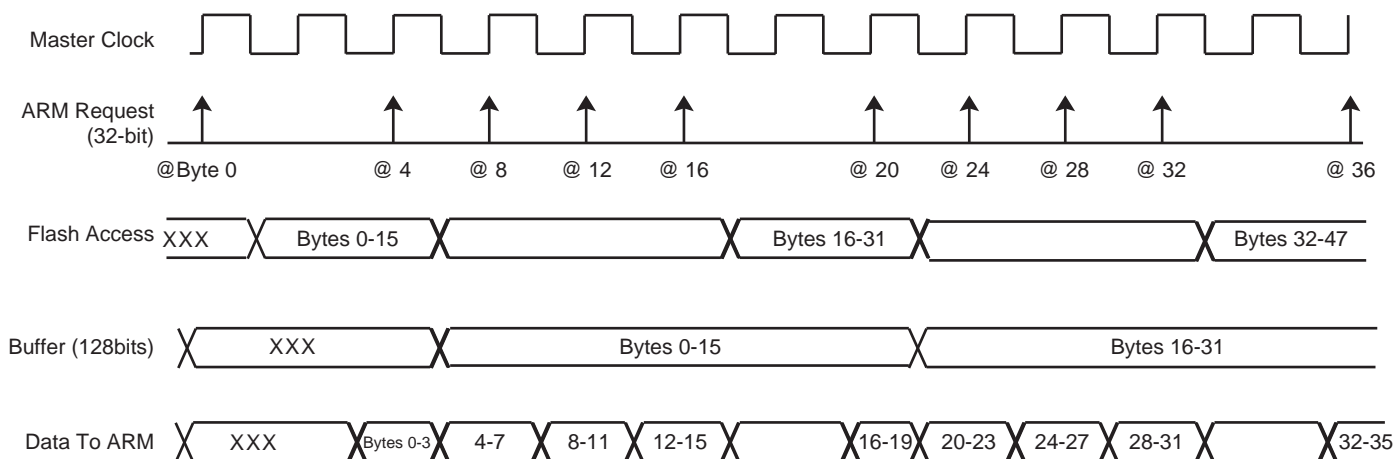 Master Clock
ARM Request
(32-bit)
@Byte 0 @ 4 @ 8 @ 12 @ 16 @ 20 @ 24 @ 28 @ 32 @ 36
Flash Access XXX Bytes 0-15 Bytes 16-31 Bytes 32-47
Buffer (128bits) XXX Bytes 0-15 Bytes 16-31
Data To ARM XXX Bytes 0-3 4-7 8-11 12-15 16-19 20-23 24-27 28-31 32-35